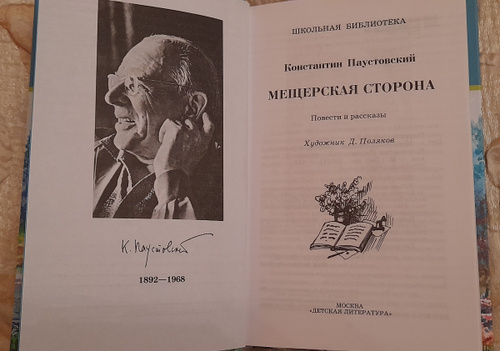 К. Паустовский
1892—1968
ШКОЛЬНАЯ БИБЛИОТЕКА
Константин Паустовский
МЕЩЕРСКАЯ СТОРОНА
Повести и рассказы
Художник Д. Поляков
МОСКВА
«ДЕТСКАЯ ЛИТЕРАТУРА»